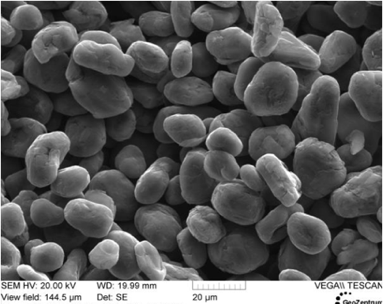 SEM HV: 20.00 kV WD: 19.99 mm VEGA\\ TESCAN
View field: 144.5 µm Det: SE 20 µm
GeoZentrum